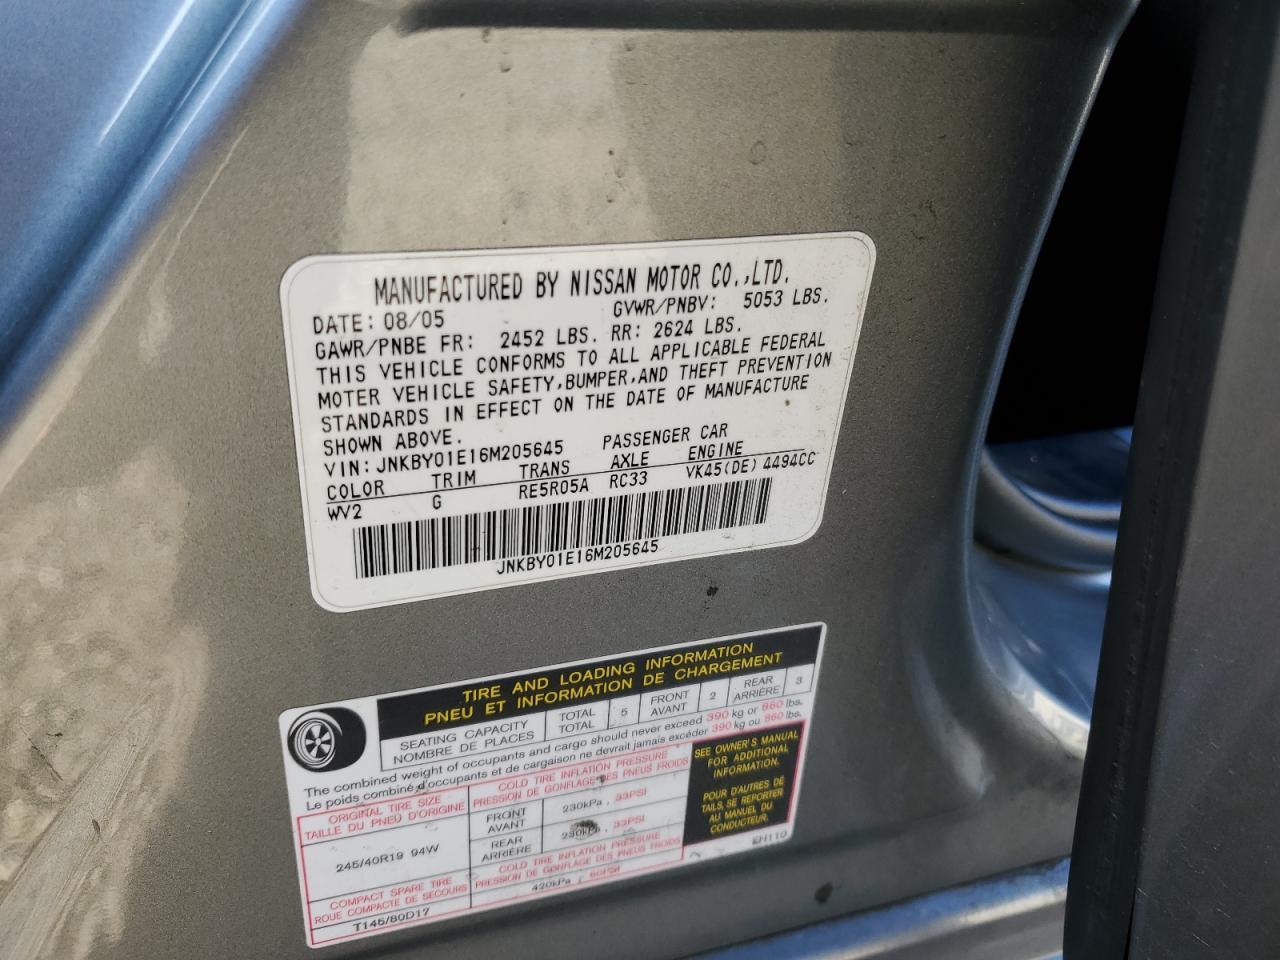 MANUFACTURED BY NISSAN MOTOR CO.,LTD.
DATE: 08/05 GVWR/PNBV: 5053 LBS.
GAWR/PNBE FR: 2452 LBS. RR: 2624 LBS.
THIS VEHICLE CONFORMS TO ALL APPLICABLE FEDERAL
MOTER VEHICLE SAFETY,BUMPER,AND THEFT PREVENTION
STANDARDS IN EFFECT ON THE DATE OF MANUFACTURE
SHOWN ABOVE.
VIN: JNKBY01E16M205645 PASSENGER CAR
COLOR TRIM TRANS AXLE ENGINE
WV2 G RE5R05A RC33 VK45(DE) 4494CC
JNKBY01E16M205645
TIRE AND LOADING INFORMATION
PNEU ET INFORMATION DE CHARGEMENT
SEATING CAPACITY TOTAL 5 FRONT 2 REAR 3
NOMBRE DE PLACES TOTAL AVANT ARRIÈRE
The combined weight of occupants and cargo should never exceed 390 kg or 860 lbs.
Le poids combiné d'occupants et de cargaison ne devrait jamais excéder 390 kg ou 860 lbs.
ORIGINAL TIRE SIZE
TAILLE DU PNEU D'ORIGINE
COLD TIRE INFLATION PRESSURE
PRESSION DE GONFLAGE DES PNEUS FROIDS
245/40R19 94W
FRONT
AVANT
230kPa , 33PSI
REAR
ARRIÈRE
230kPa , 33PSI
COMPACT SPARE TIRE
ROUE COMPACTE DE SECOURS
COLD TIRE INFLATION PRESSURE
PRESSION DE GONFLAGE DES PNEUS FROIDS
T145/80D17
420kPa , 60PSI
SEE OWNER'S MANUAL
FOR ADDITIONAL
INFORMATION.
POUR D'AUTRES DÉ
TAILS, SE REPORTER
AU MANUEL DU
CONDUCTEUR.
EH110